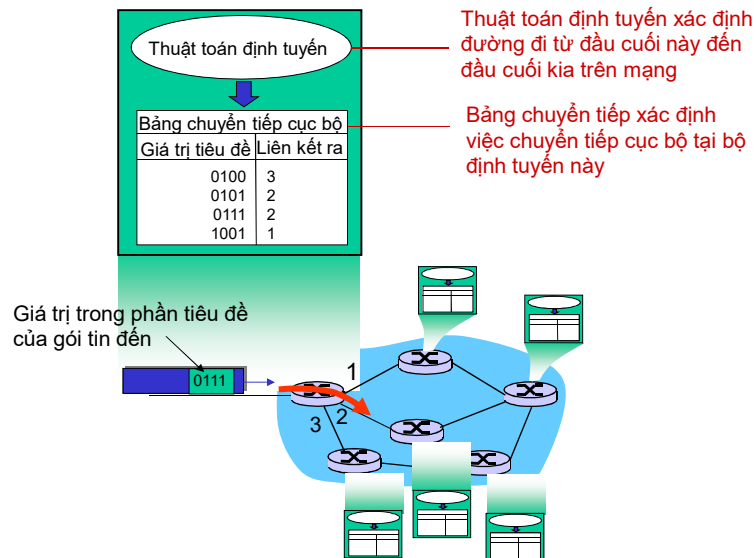 Thuật toán định tuyến
Thuật toán định tuyến xác định
đường đi từ đầu cuối này đến
đầu cuối kia trên mạng
Bảng chuyển tiếp cục bộ
Giá trị tiêu đề Liên kết ra
0100 3
0101 2
0111 2
1001 1
Bảng chuyển tiếp xác định
việc chuyển tiếp cục bộ tại bộ
định tuyến này
Giá trị trong phần tiêu đề
của gói tin đến
0111
1
2
3